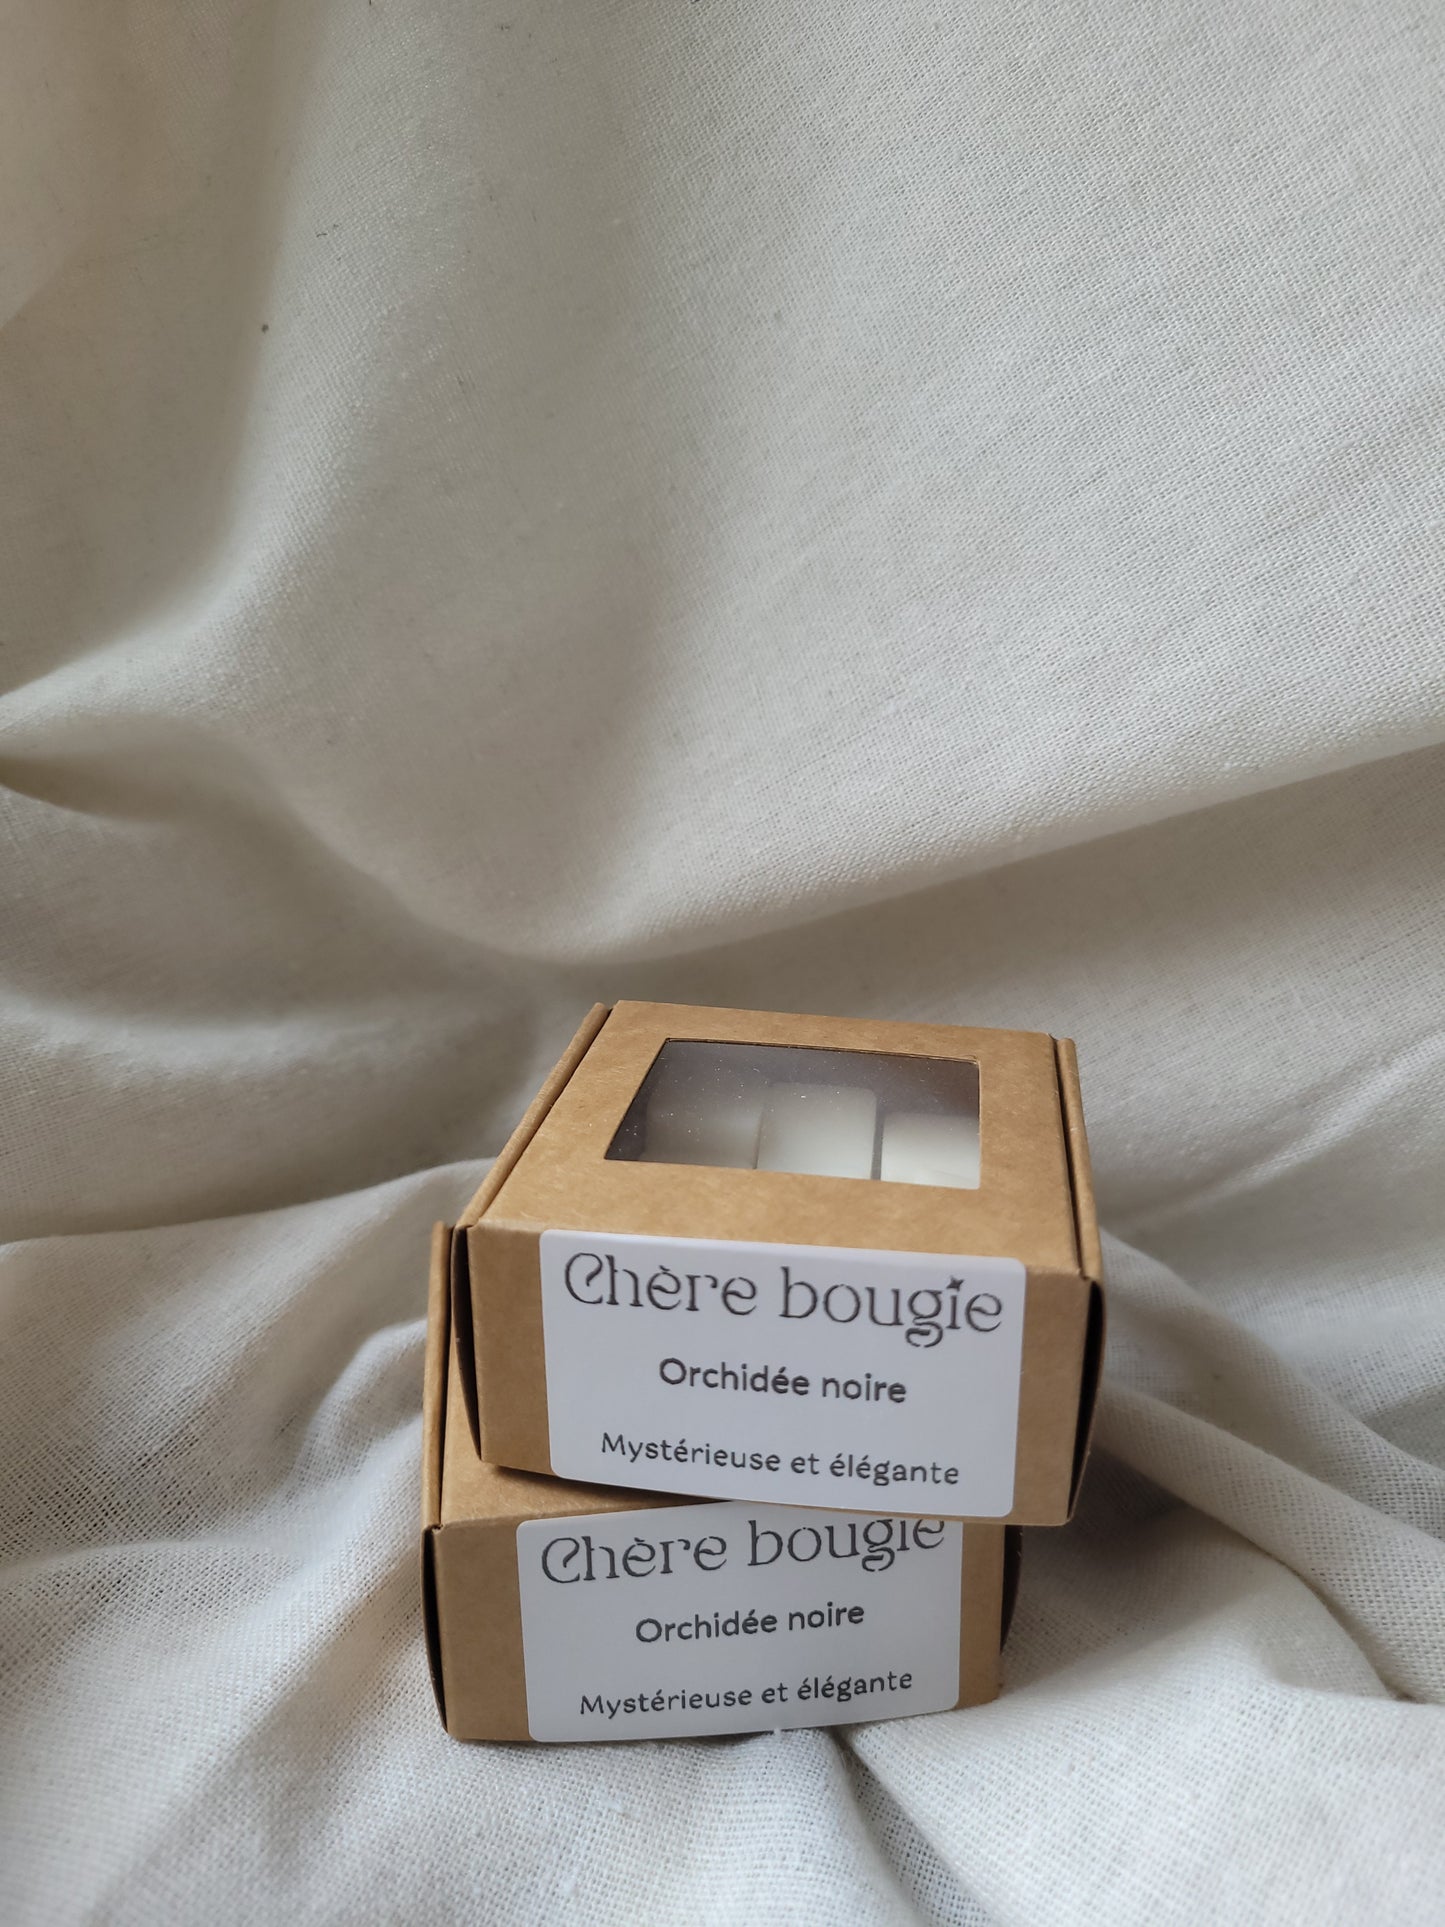 Chère bougie
Orchidée noire
Mystérieuse et élégante
Chère bougie
Orchidée noire
Mystérieuse et élégante